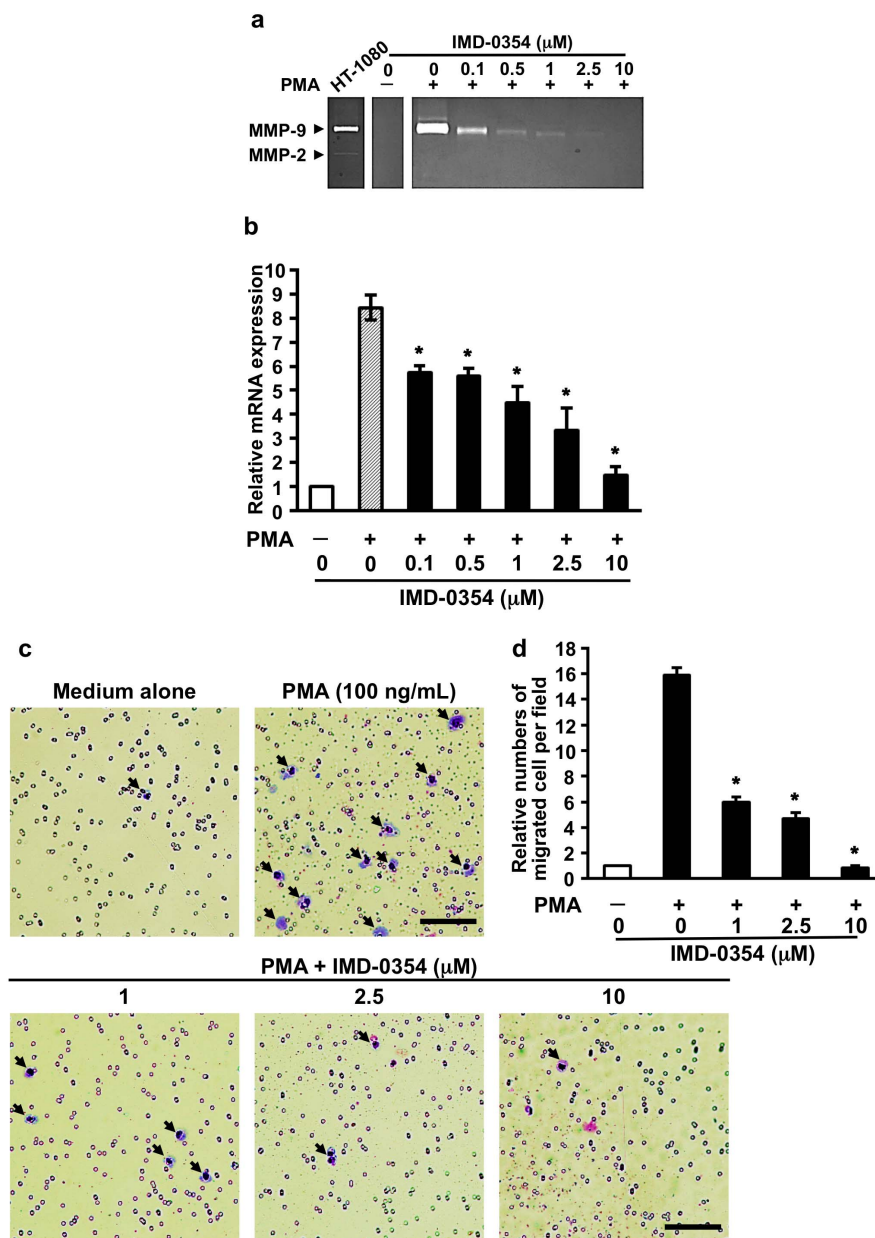 a
IMD-0354 (μM)
HT-1080 0 0 0.1 0.5 1 2.5 10
PMA – + + + + + +
MMP-9
MMP-2
b
Relative mRNA expression
10
9
8
7
6
5
4
3
2
1
0
* * * * *
PMA – + + + + + +
0 0 0.1 0.5 1 2.5 10
IMD-0354 (μM)
c
Medium alone PMA (100 ng/mL)
d
Relative numbers of
migrated cell per field
18
16
14
12
10
8
6
4
2
0
* * *
PMA – + + + +
0 0 1 2.5 10
IMD-0354 (μM)
PMA + IMD-0354 (μM)
1 2.5 10